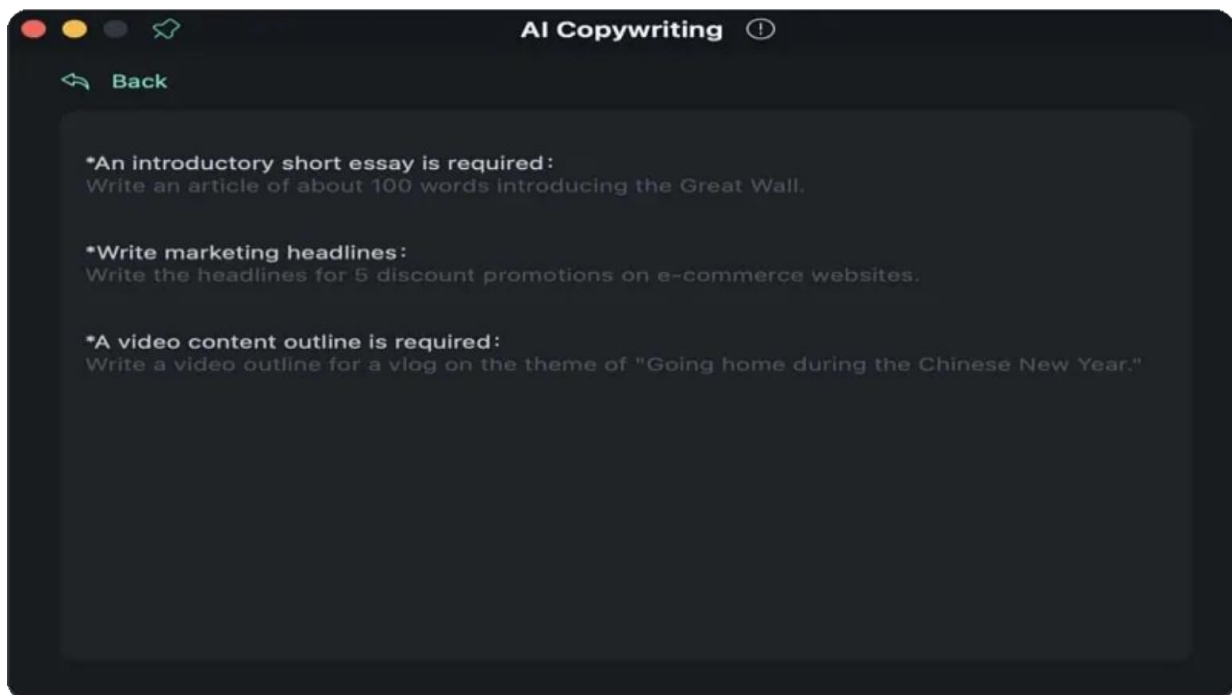 AI Copywriting
Back
*An introductory short essay is required:
Write an article of about 100 words introducing the Great Wall.
*Write marketing headlines:
Write the headlines for 5 discount promotions on e-commerce websites.
*A video content outline is required:
Write a video outline for a vlog on the theme of "Going home during the Chinese New Year."